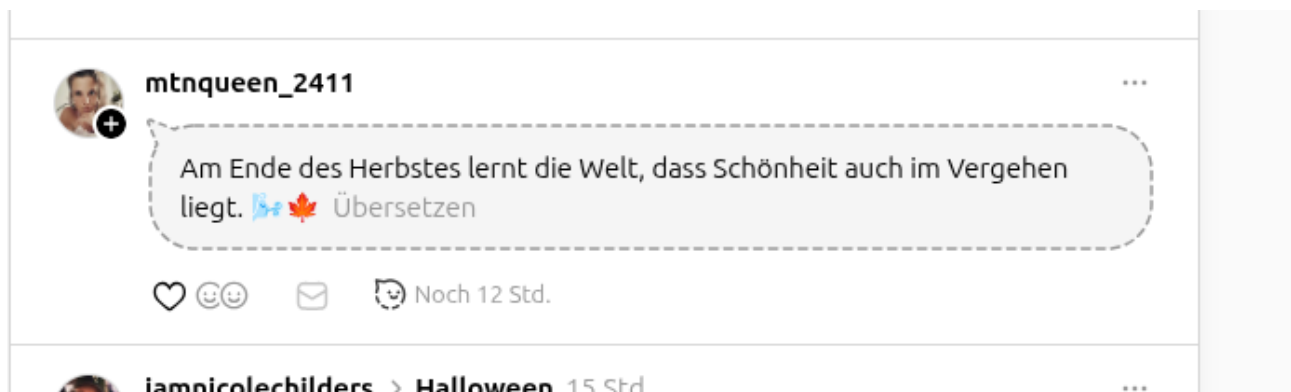 mtnqueen_2411
Am Ende des Herbstes lernt die Welt, dass Schönheit auch im Vergehen
liegt. 🌬️🍁 Übersetzen
Noch 12 Std.
iamnicolechilders > Halloween 15 Std.